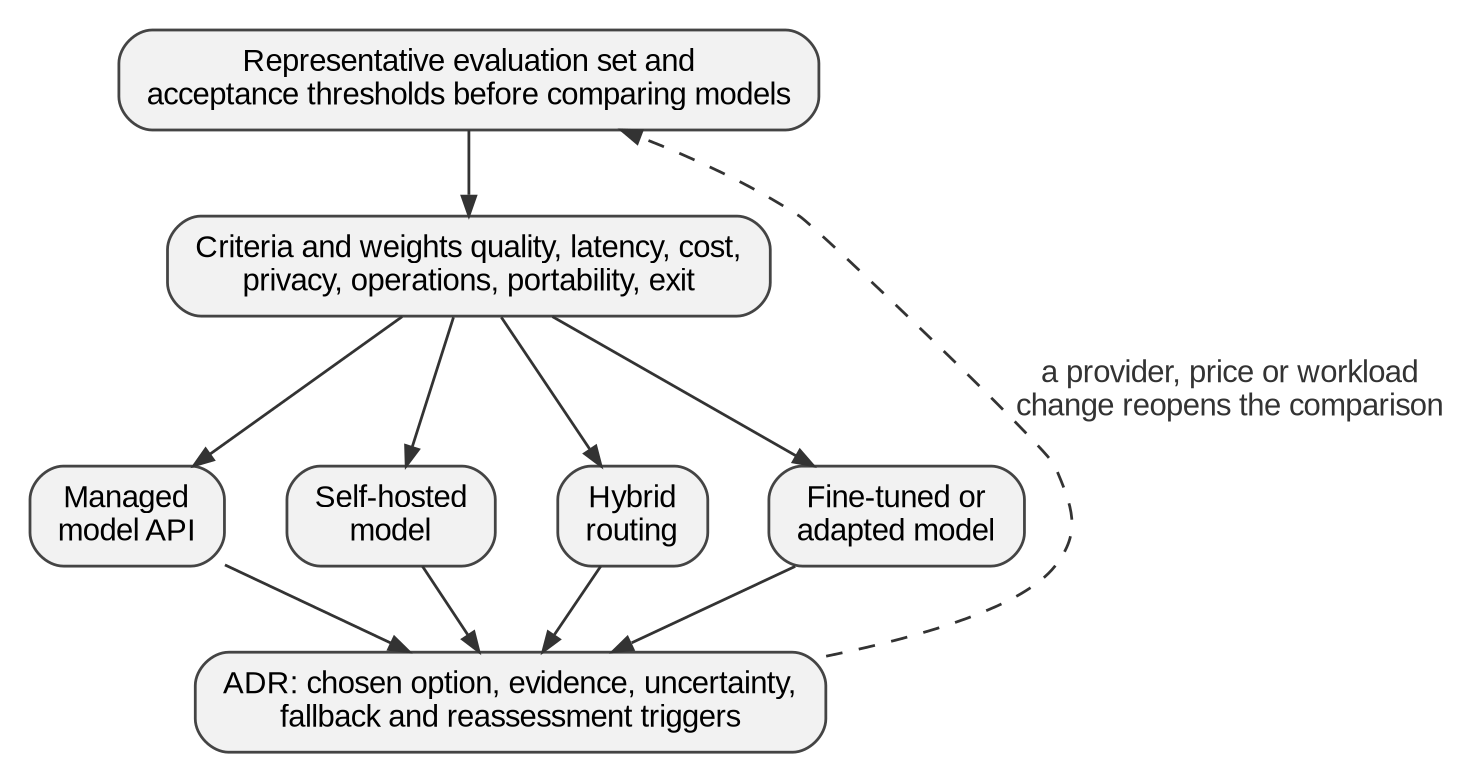 Representative evaluation set and
acceptance thresholds before comparing models
Criteria and weights quality, latency, cost,
privacy, operations, portability, exit
a provider, price or workload
change reopens the comparison
Managed
model API
Self-hosted
model
Hybrid
routing
Fine-tuned or
adapted model
ADR: chosen option, evidence, uncertainty,
fallback and reassessment triggers